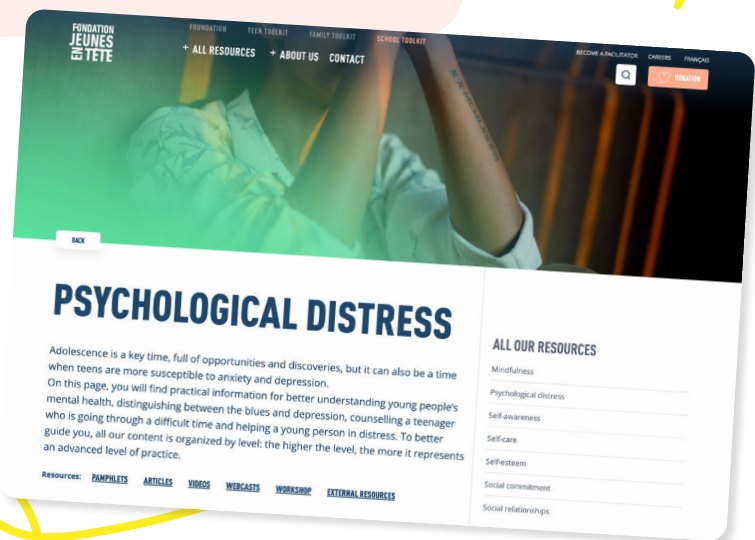 FONDATION
JEUNES
EN TÊTE
FOUNDATION TEEN TOOLKIT FAMILY TOOLKIT SCHOOL TOOLKIT
+ ALL RESOURCES + ABOUT US CONTACT
BECOME A FACILITATOR CAREERS FRANÇAIS
DONATION
BACK
PSYCHOLOGICAL DISTRESS
Adolescence is a key time, full of opportunities and discoveries, but it can also be a time
when teens are more susceptible to anxiety and depression.
On this page, you will find practical information for better understanding young people's
mental health, distinguishing between the blues and depression, counselling a teenager
who is going through a difficult time and helping a young person in distress. To better
guide you, all our content is organized by level: the higher the level, the more it represents
an advanced level of practice.
Resources: PAMPHLETS ARTICLES VIDEOS WEBCASTS WORKSHOP EXTERNAL RESOURCES
ALL OUR RESOURCES
Mindfulness
Psychological distress
Self-awareness
Self-care
Self-esteem
Social commitment
Social relationships